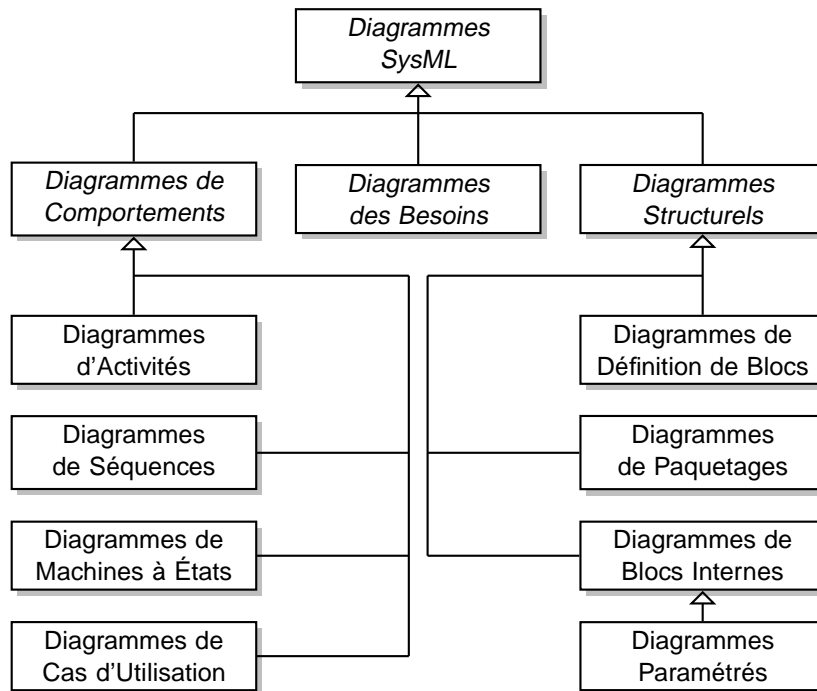 Diagrammes
SysML
Diagrammes de
Comportements
Diagrammes
des Besoins
Diagrammes
Structurels
Diagrammes
d'Activités
Diagrammes de
Définition de Blocs
Diagrammes
de Séquences
Diagrammes
de Paquetages
Diagrammes de
Machines à États
Diagrammes de
Blocs Internes
Diagrammes de
Cas d'Utilisation
Diagrammes
Paramétrés